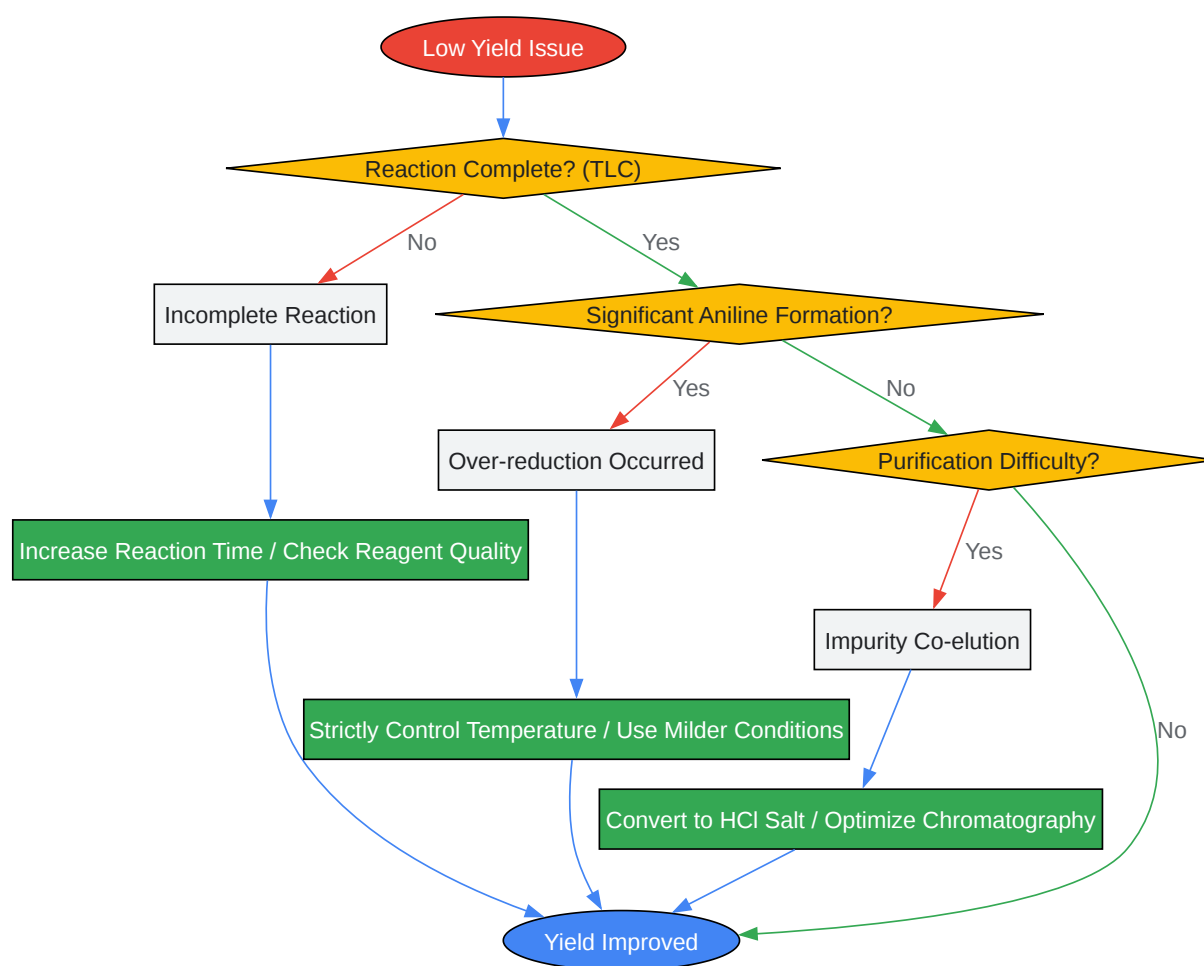 Low Yield Issue
Reaction Complete? (TLC)
No
Yes
Incomplete Reaction
Significant Aniline Formation?
Yes
No
Over-reduction Occurred
Purification Difficulty?
Increase Reaction Time / Check Reagent Quality
Yes
Impurity Co-elution
Strictly Control Temperature / Use Milder Conditions
No
Convert to HCl Salt / Optimize Chromatography
Yield Improved